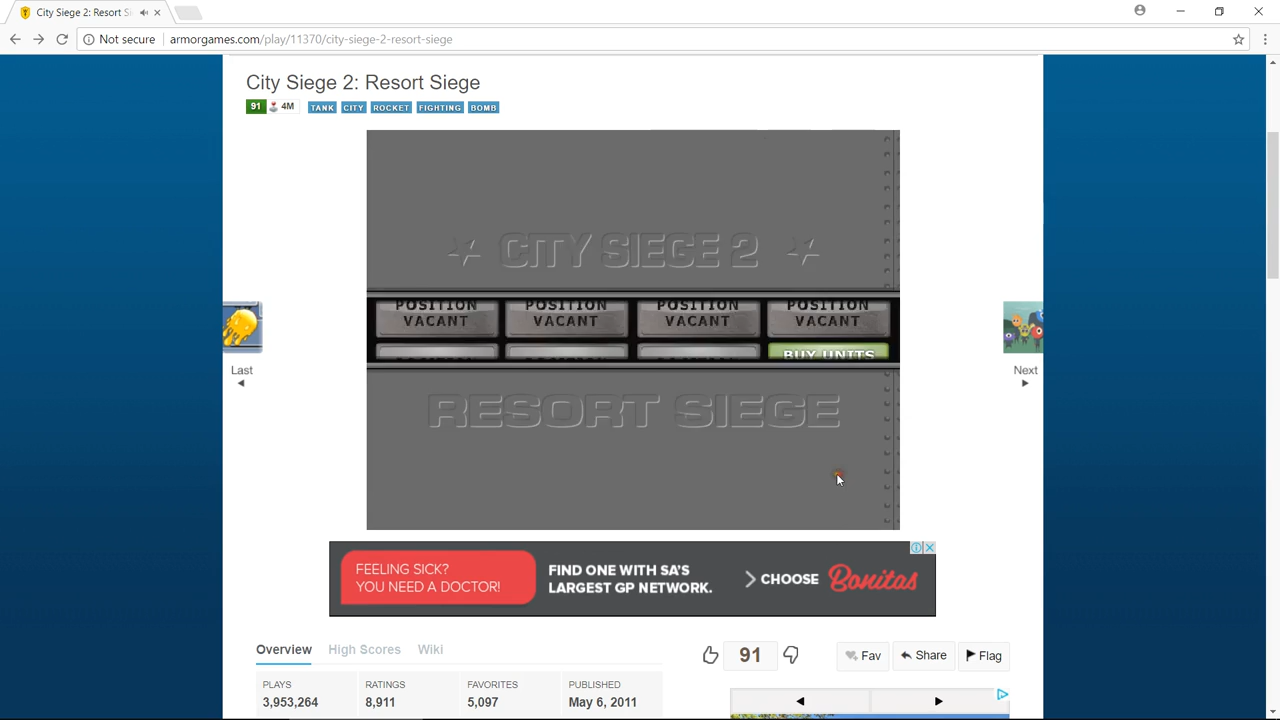 City Siege 2: Resort Si
Not secure
armorgames.com/play/11370/city-siege-2-resort-siege
City Siege 2: Resort Siege
91 4M TANK CITY ROCKET FIGHTING BOMB
CITY SIEGE 2
POSITION VACANT
POSITION VACANT
POSITION VACANT
POSITION VACANT
BUY UNITS
Last
Next
RESORT SIEGE
FEELING SICK?
YOU NEED A DOCTOR!
FIND ONE WITH SA'S
LARGEST GP NETWORK.
CHOOSE Bonitas
Overview High Scores Wiki
91
Fav
Share
Flag
PLAYS RATINGS FAVORITES PUBLISHED
3,953,264 8,911 5,097 May 6, 2011